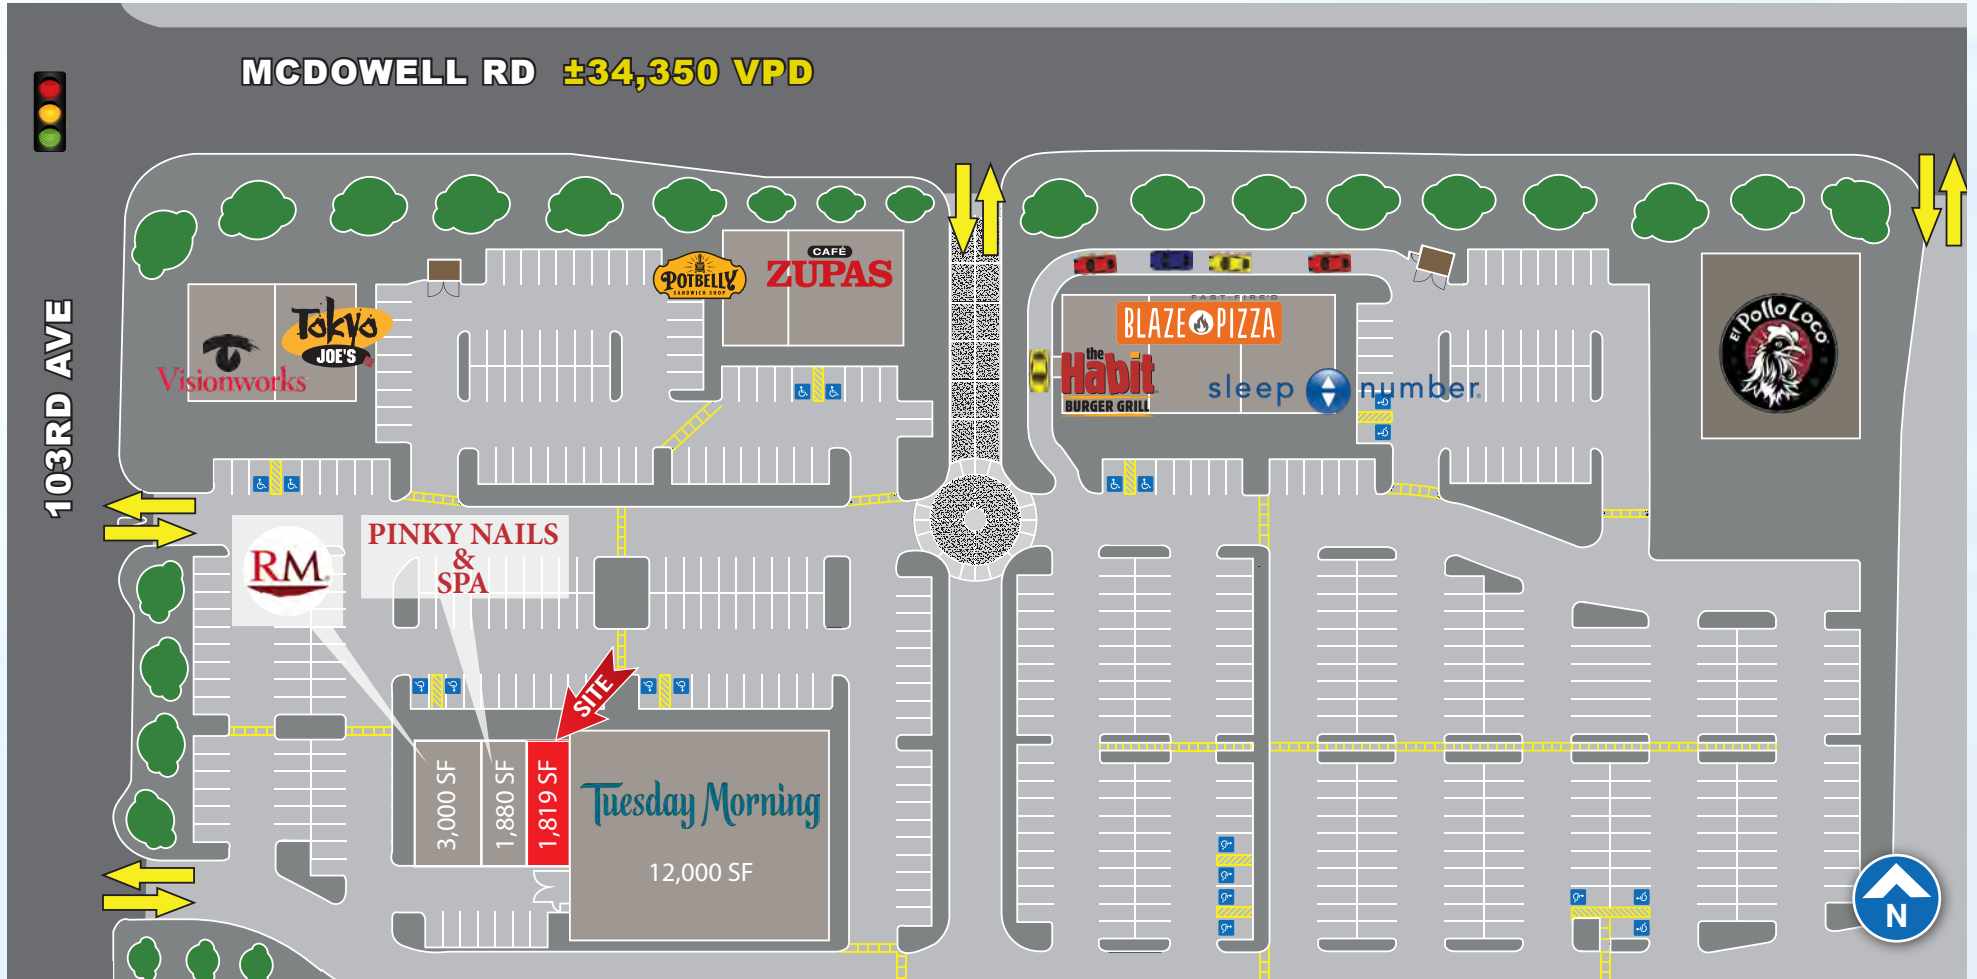 MCDOWELL RD ±34,350 VPD
103RD AVE
Visionworks
TOKYO
JOE'S
POTBELLY
SANDWICH SHOP
CAFÉ
ZUPAS
FAST-FIRE'D
BLAZE PIZZA
the
Habit
BURGER GRILL
sleep number
El Pollo Loco
RM
PINKY NAILS
&
SPA
SITE
3,000 SF
1,880 SF
1,819 SF
Tuesday Morning
12,000 SF
N